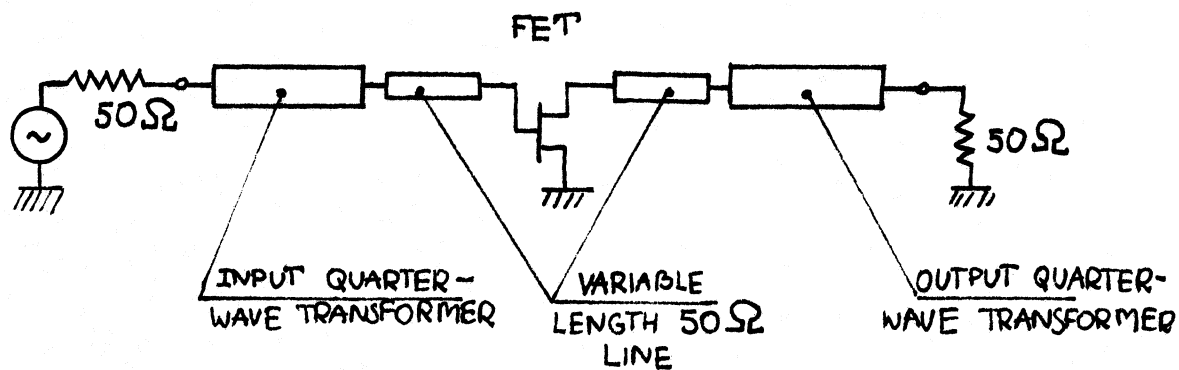 FET
50Ω
50Ω
INPUT QUARTER-
WAVE TRANSFORMER
VARIABLE
LENGTH 50Ω
LINE
OUTPUT QUARTER-
WAVE TRANSFORMER